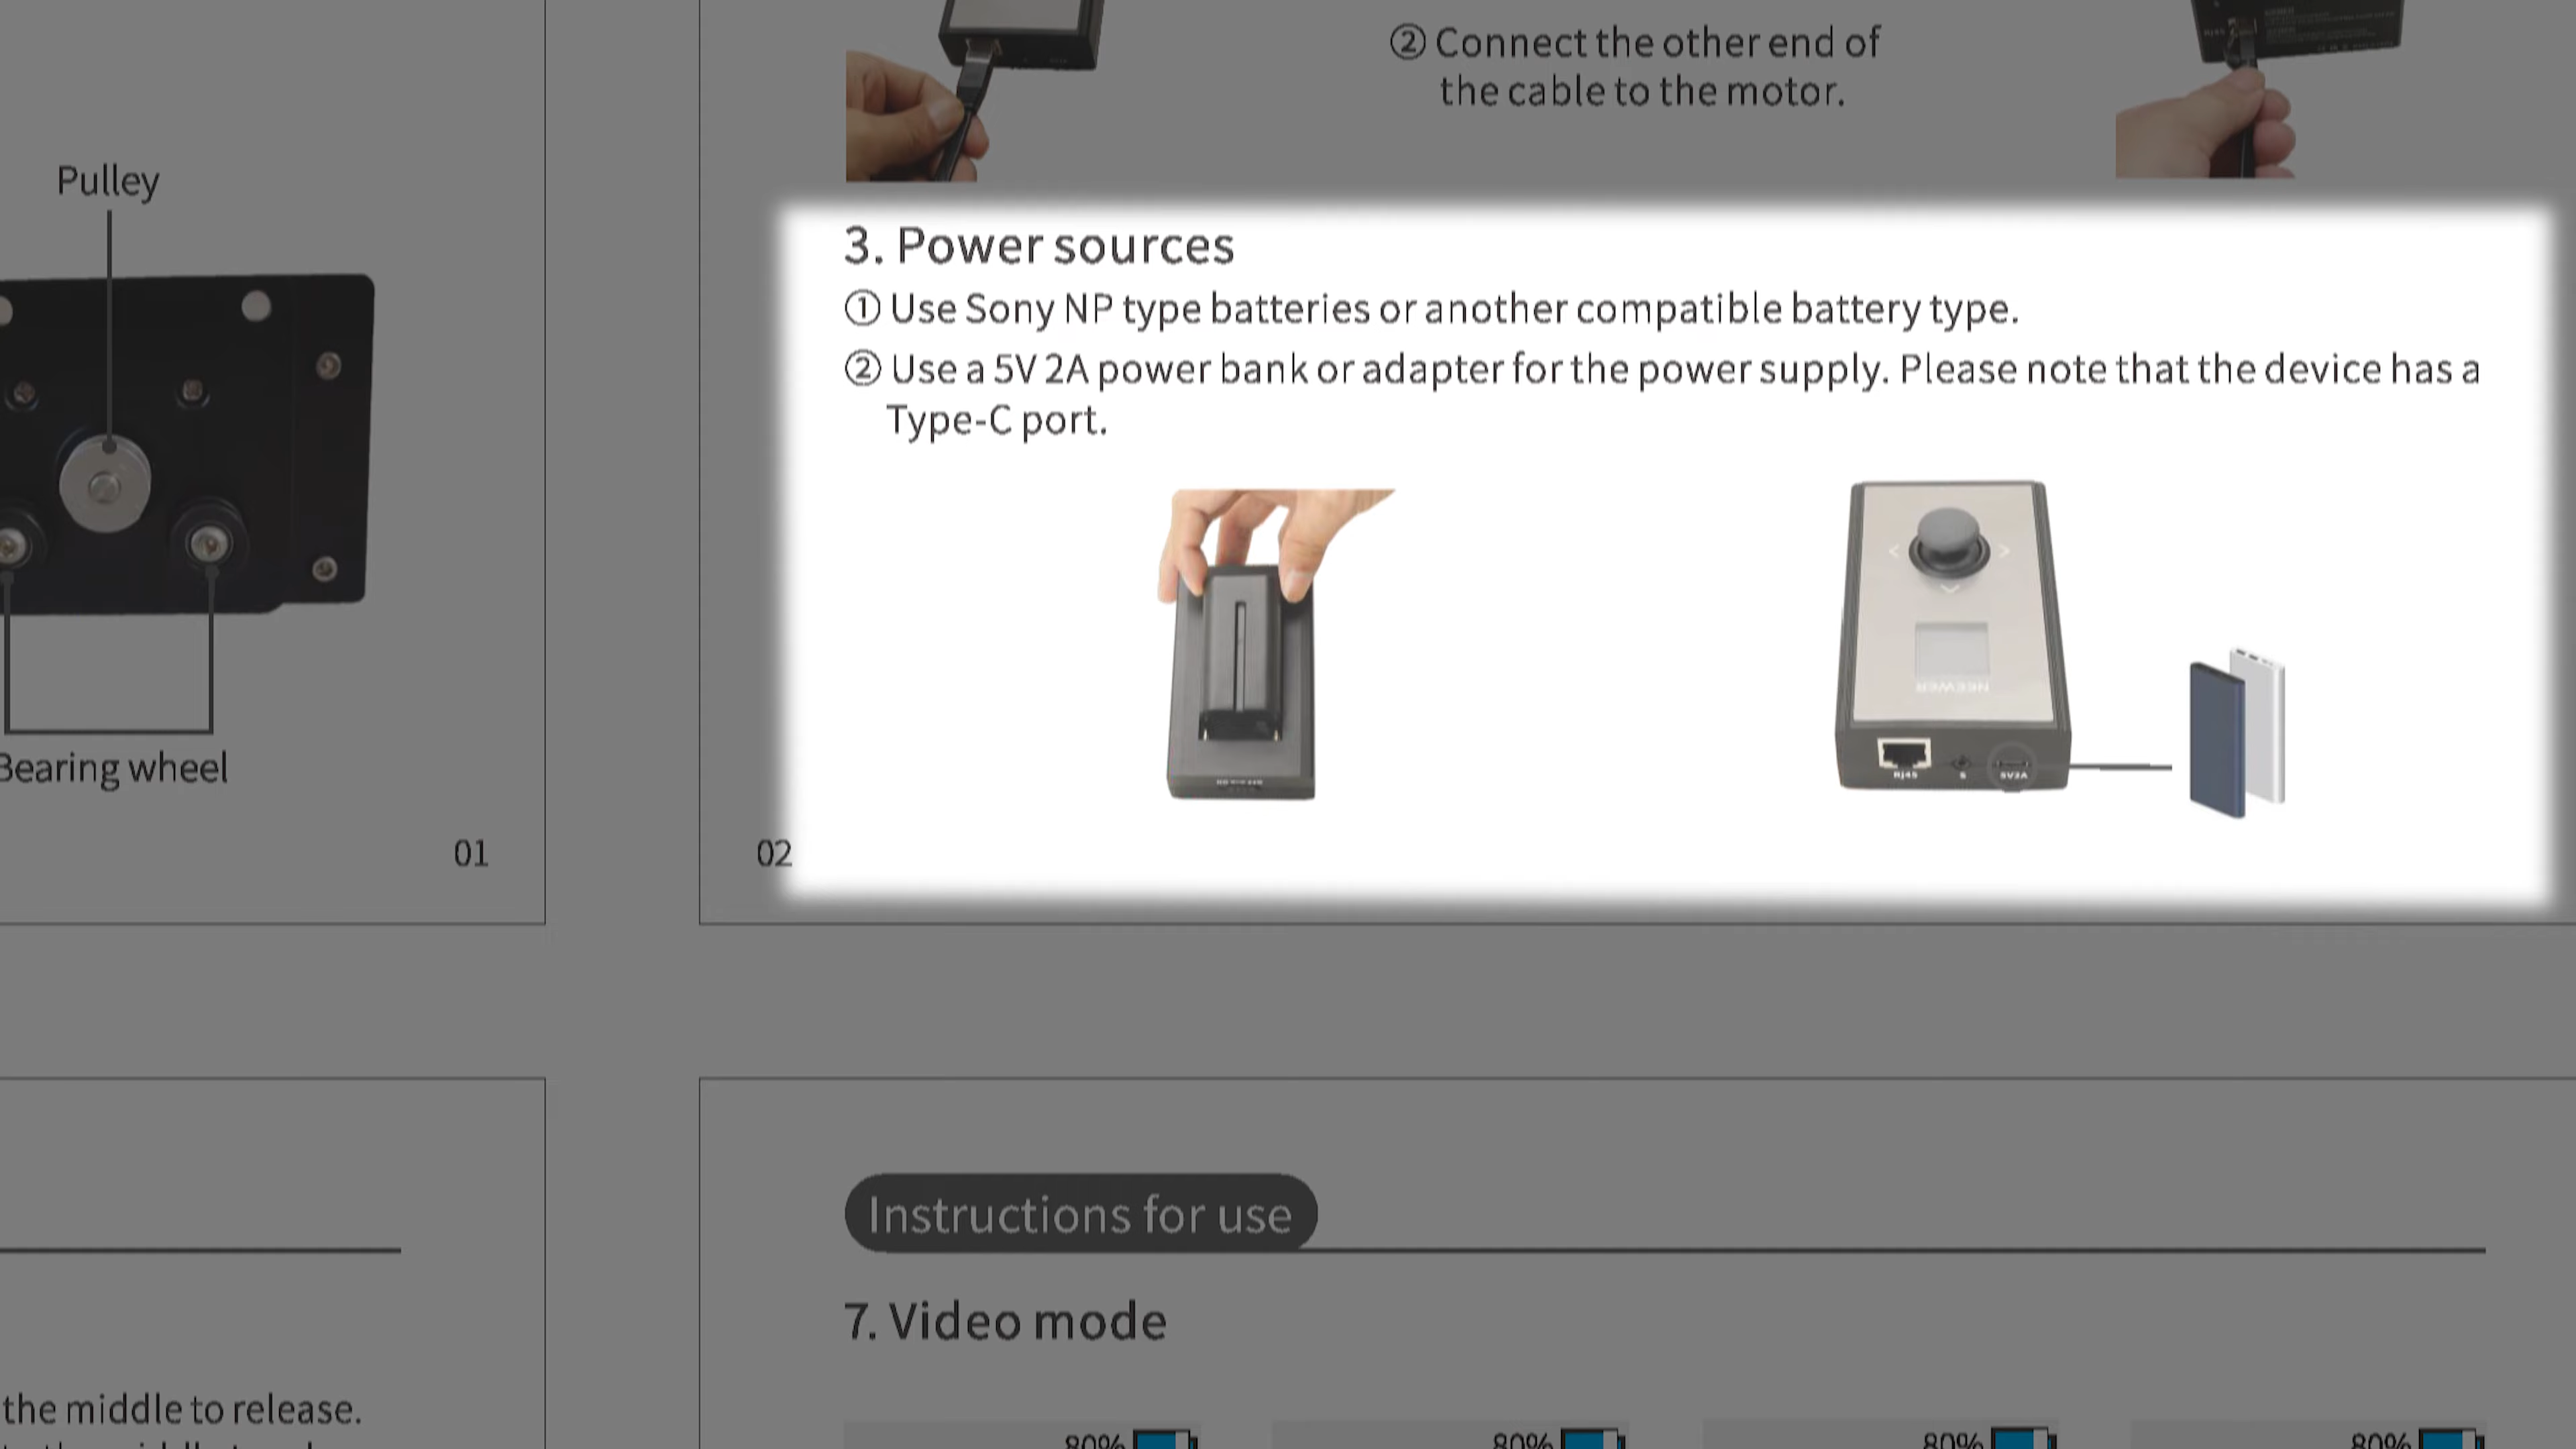 ② Connect the other end of
the cable to the motor.
Pulley
Bearing wheel
01
3. Power sources
① Use Sony NP type batteries or another compatible battery type.
② Use a 5V 2A power bank or adapter for the power supply. Please note that the device has a
Type-C port.
NEEWER
RJ45
S
5V2A
02
the middle to release.
Instructions for use
7. Video mode
80%
80%
80%
80%